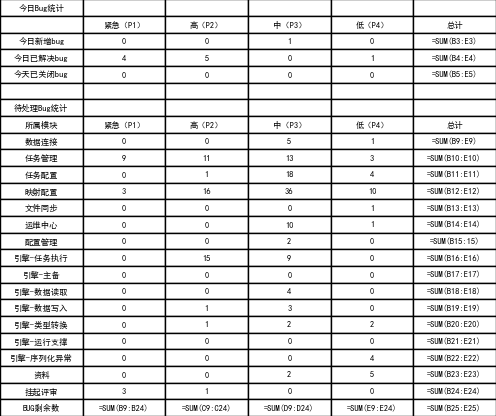 今日Bug统计
紧急（P1） 高（P2） 中（P3） 低（P4） 总计
今日新增bug 0 0 1 0 =SUM(B3:E3)
今日已解决bug 4 5 0 1 =SUM(B4:E4)
今天已关闭bug 0 0 0 0 =SUM(B5:E5)
待处理Bug统计
所属模块 紧急（P1） 高（P2） 中（P3） 低（P4） 总计
数据连接 0 0 5 1 =SUM(B9:E9)
任务管理 9 11 13 3 =SUM(B10:E10)
任务配置 0 1 18 4 =SUM(B11:E11)
映射配置 3 16 36 10 =SUM(B12:E12)
文件同步 0 0 0 1 =SUM(B13:E13)
运维中心 0 0 10 1 =SUM(B14:E14)
配置管理 0 0 2 0 =SUM(B15:15)
引擎-任务执行 0 15 9 0 =SUM(B16:E16)
引擎-主备 0 0 0 0 =SUM(B17:E17)
引擎-数据读取 0 0 4 0 =SUM(B18:E18)
引擎-数据写入 0 1 3 0 =SUM(B19:E19)
引擎-类型转换 0 1 2 2 =SUM(B20:E20)
引擎-运行支撑 0 0 0 0 =SUM(B21:E21)
引擎-序列化异常 0 0 0 4 =SUM(B22:E22)
资料 0 0 2 5 =SUM(B23:E23)
挂起评审 3 1 0 0 =SUM(B24:E24)
BUG剩余数 =SUM(B9:B24) =SUM(C9:C24) =SUM(D9:D24) =SUM(E9:E24) =SUM(B25:E25)